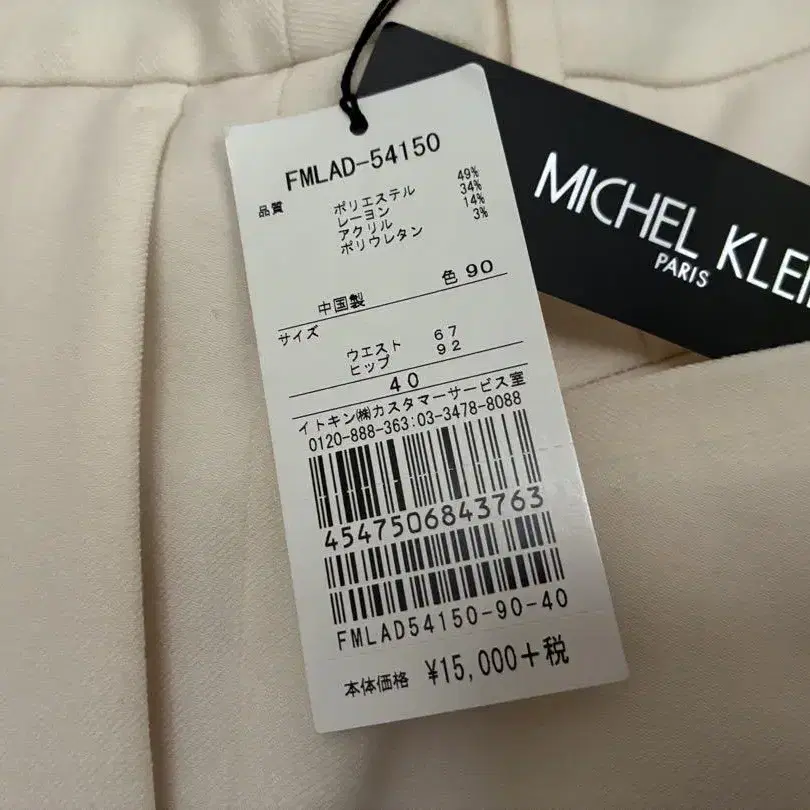 FMLAD-54150
品質 ポリエステル 49%
レーヨン 34%
アクリル 14%
ポリウレタン 3%
中国製 色 90
サイズ
ウエスト 67
ヒップ 92
40
イトキン㈱カスタマーサービス室
0120-888-363:03-3478-8088
4547506843763
FMLAD54150-90-40
本体価格 ¥15,000+税
MICHEL KLEIN
PARIS